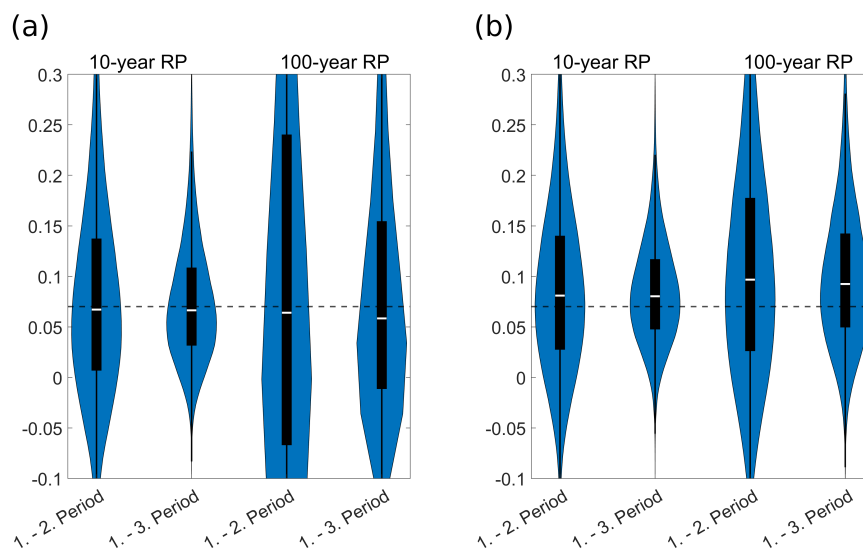 (a)
10-year RP 100-year RP
0.3
0.25
0.2
0.15
0.1
0.05
0
-0.05
-0.1
1. - 2. Period
1. - 3. Period
1. - 2. Period
1. - 3. Period
(b)
10-year RP 100-year RP
0.3
0.25
0.2
0.15
0.1
0.05
0
-0.05
-0.1
1. - 2. Period
1. - 3. Period
1. - 2. Period
1. - 3. Period